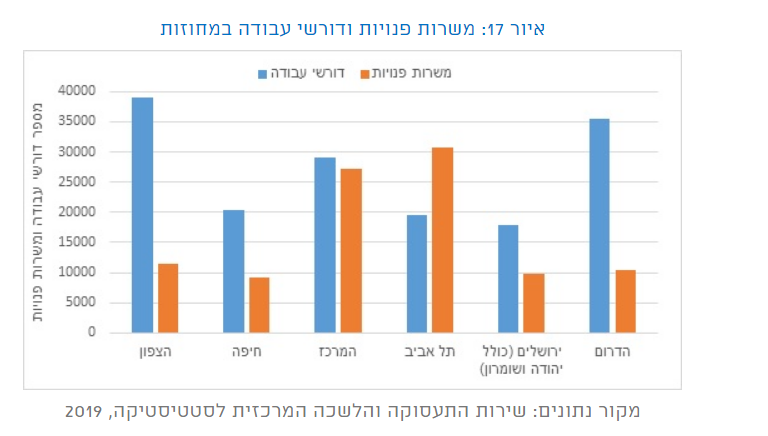 איור 17: משרות פנויות ודורשי עבודה במחוזות
דורשי עבודה
משרות פנויות
מספר דורשי עבודה ומשרות פנויות
40000
35000
30000
25000
20000
15000
10000
5000
0
הצפון
חיפה
המרכז
תל אביב
ירושלים (כולל
יהודה ושומרון)
הדרום
מקור נתונים: שירות התעסוקה והלשכה המרכזית לסטטיסטיקה, 2019